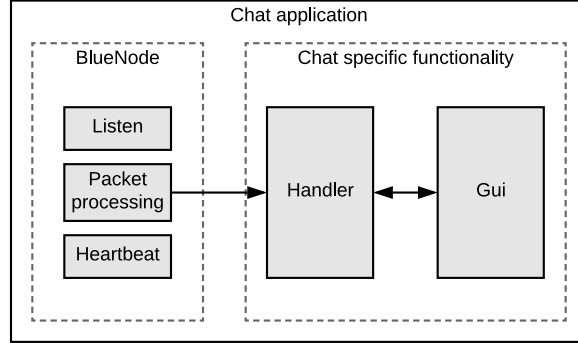 Chat application
BlueNode
Chat specific functionality
Listen
Packet
processing
Heartbeat
Handler
Gui